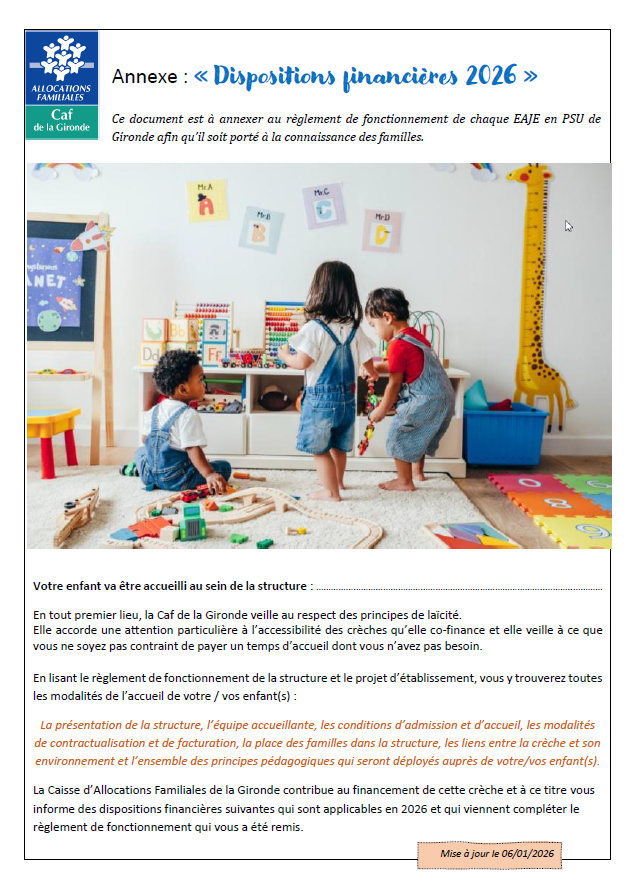 ALLOCATIONS
FAMILIALES
Caf
de la Gironde
Annexe : « Dispositions financières 2026 »
Ce document est à annexer au règlement de fonctionnement de chaque EAJE en PSU de
Gironde afin qu'il soit porté à la connaissance des familles.
Mr.A
A
Mr.B
B
Mr.C
C
Mr.D
D
ANET
Bb
Dd
Fr
Votre enfant va être accueilli au sein de la structure :
En tout premier lieu, la Caf de la Gironde veille au respect des principes de laïcité.
Elle accorde une attention particulière à l'accessibilité des crèches qu'elle co-finance et elle veille à ce que
vous ne soyez pas contraint de payer un temps d'accueil dont vous n'avez pas besoin.
En lisant le règlement de fonctionnement de la structure et le projet d'établissement, vous y trouverez toutes
les modalités de l'accueil de votre / vos enfant(s) :
La présentation de la structure, l'équipe accueillante, les conditions d'admission et d'accueil, les modalités
de contractualisation et de facturation, la place des familles dans la structure, les liens entre la crèche et son
environnement et l'ensemble des principes pédagogiques qui seront déployés auprès de votre/vos enfant(s).
La Caisse d'Allocations Familiales de la Gironde contribue au financement de cette crèche et à ce titre vous
informe des dispositions financières suivantes qui sont applicables en 2026 et qui viennent compléter le
règlement de fonctionnement qui vous a été remis.
Mise à jour le 06/01/2026